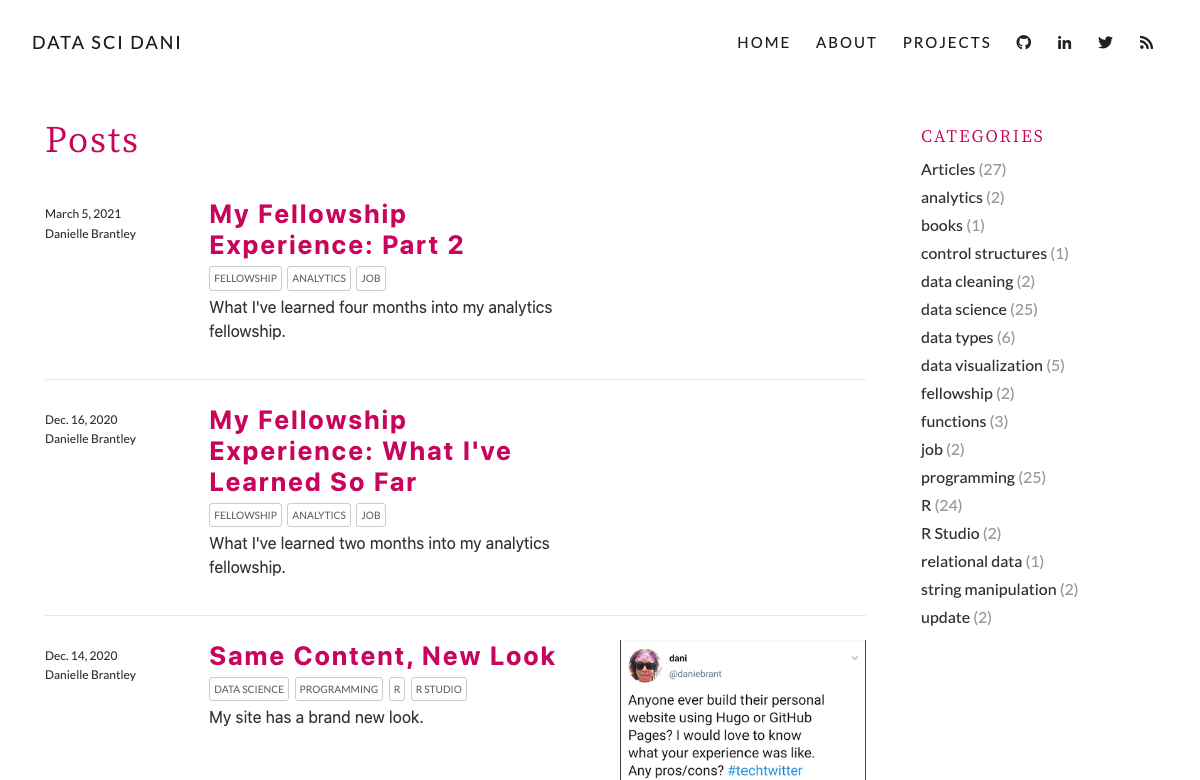 DATA SCI DANI
HOME ABOUT PROJECTS
Posts
March 5, 2021
Danielle Brantley
My Fellowship
Experience: Part 2
FELLOWSHIP ANALYTICS JOB
What I've learned four months into my analytics
fellowship.
Dec. 16, 2020
Danielle Brantley
My Fellowship
Experience: What I've
Learned So Far
FELLOWSHIP ANALYTICS JOB
What I've learned two months into my analytics
fellowship.
Dec. 14, 2020
Danielle Brantley
Same Content, New Look
DATA SCIENCE PROGRAMMING R R STUDIO
My site has a brand new look.
dani
@daniebrant
Anyone ever build their personal
website using Hugo or GitHub
Pages? I would love to know
what your experience was like.
Any pros/cons? #techtwitter
CATEGORIES
Articles (27)
analytics (2)
books (1)
control structures (1)
data cleaning (2)
data science (25)
data types (6)
data visualization (5)
fellowship (2)
functions (3)
job (2)
programming (25)
R (24)
R Studio (2)
relational data (1)
string manipulation (2)
update (2)